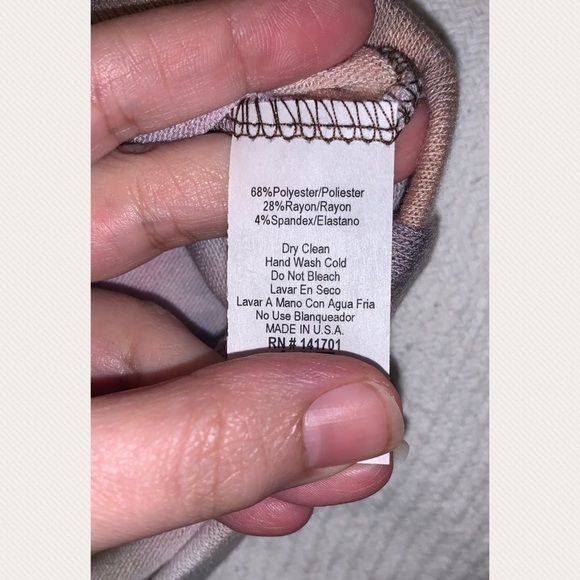 68%Polyester/Poliester
28%Rayon/Rayon
4%Spandex/Elastano
Dry Clean
Hand Wash Cold
Do Not Bleach
Lavar En Seco
Lavar A Mano Con Agua Fria
No Use Blanqueador
MADE IN U.S.A.
RN # 141701